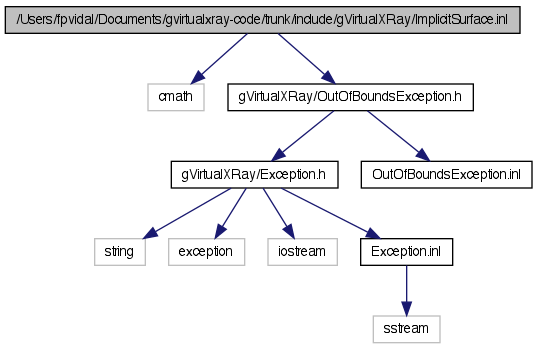 /Users/fpvidal/Documents/gvirtualxray-code/trunk/include/gVirtualXRay/ImplicitSurface.inl
cmath
gVirtualXRay/OutOfBoundsException.h
gVirtualXRay/Exception.h
OutOfBoundsException.inl
string
exception
iostream
Exception.inl
sstream